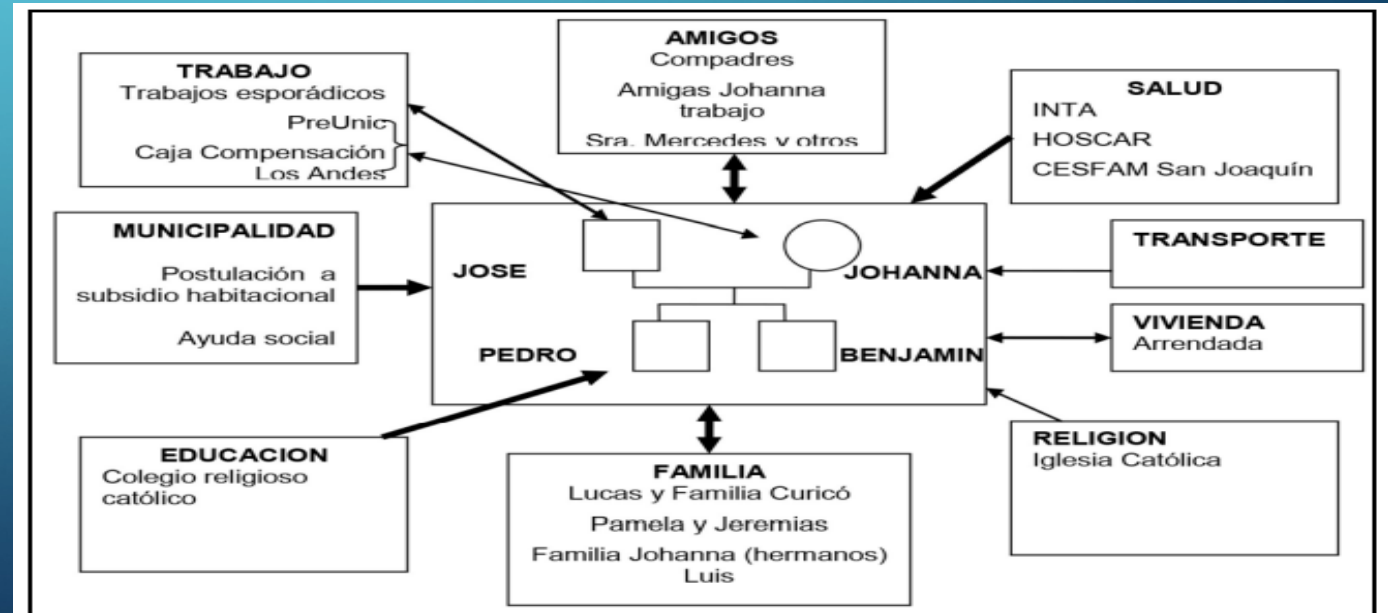 AMIGOS
Compadres
Amigas Johanna
trabajo
Sra. Mercedes y otros
TRABAJO
Trabajos esporádicos
PreUnic
Caja Compensación
Los Andes
SALUD
INTA
HOSCAR
CESFAM San Joaquín
MUNICIPALIDAD
Postulación a
subsidio habitacional
Ayuda social
JOSE
JOHANNA
PEDRO
BENJAMIN
TRANSPORTE
VIVIENDA
Arrendada
EDUCACION
Colegio religioso
católico
FAMILIA
Lucas y Familia Curicó
Pamela y Jeremias
Familia Johanna (hermanos)
Luis
RELIGION
Iglesia Católica